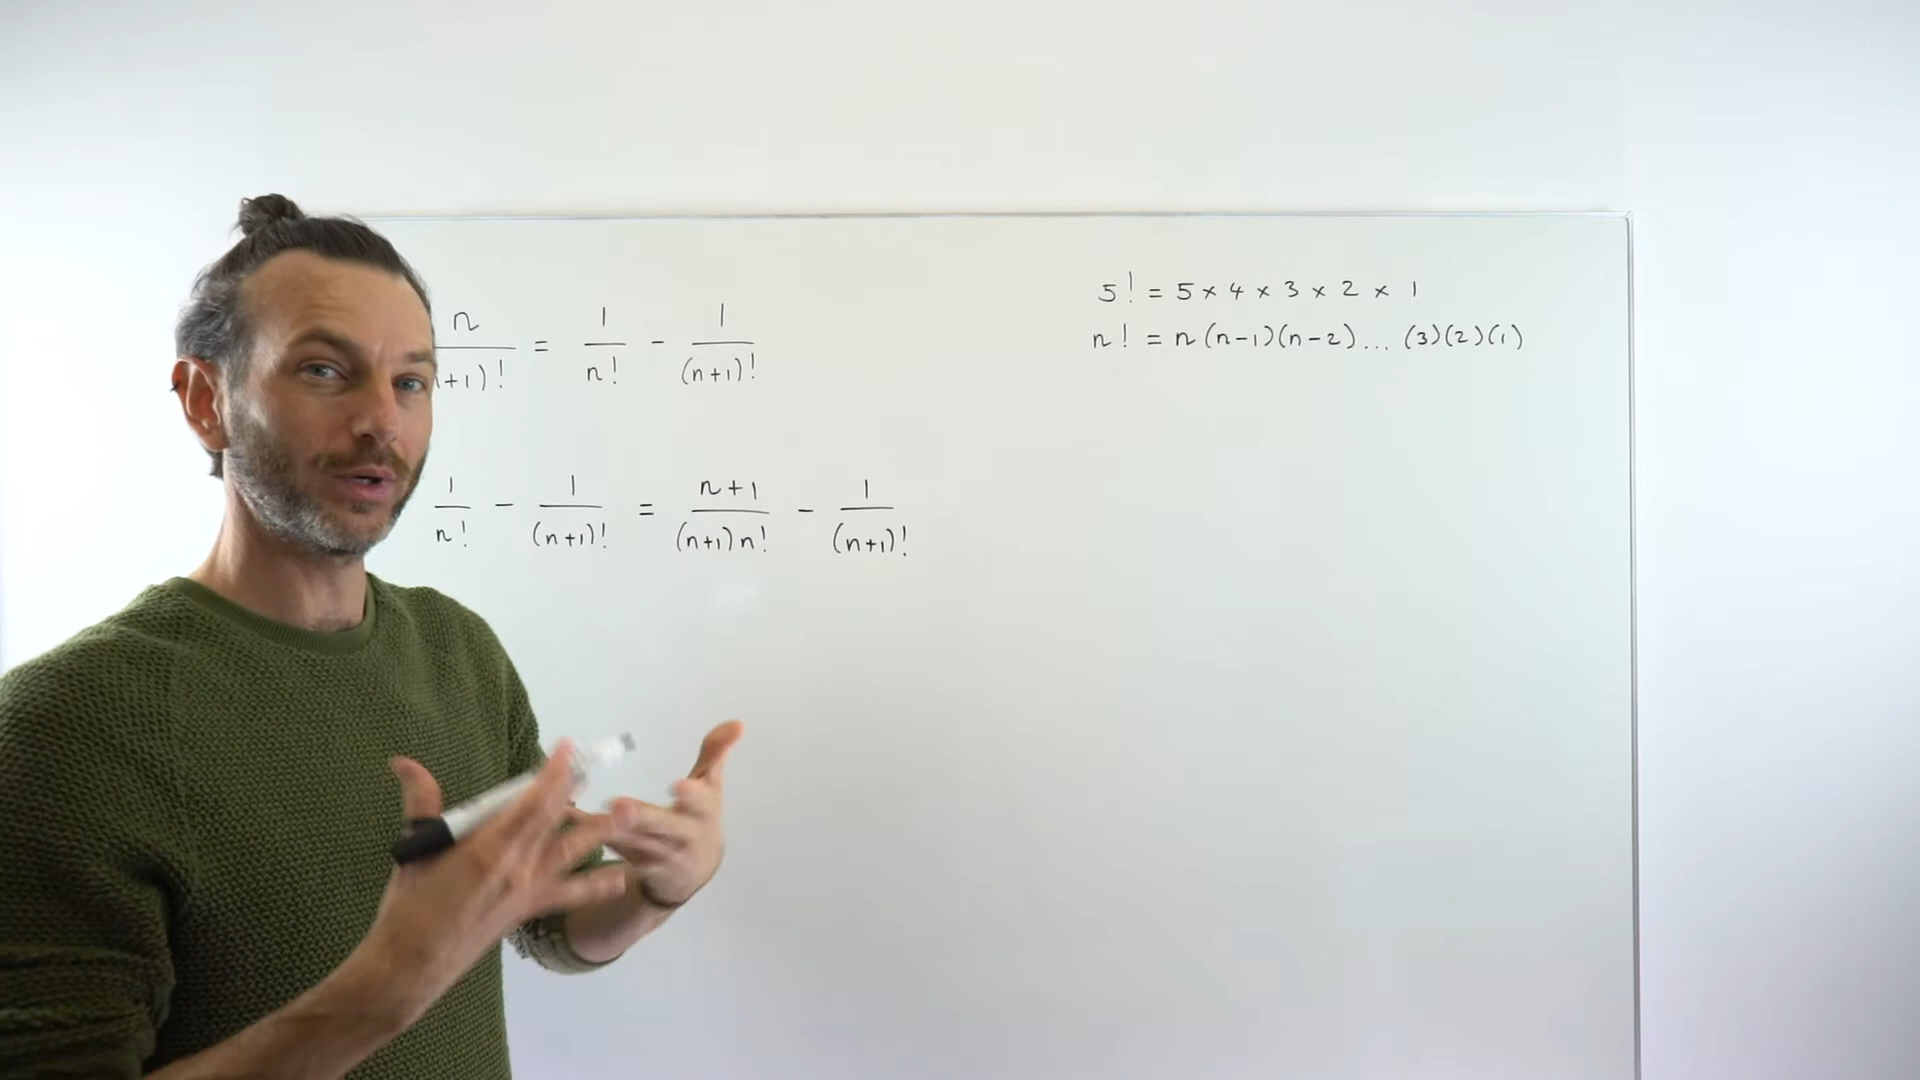 n/+1)! = 1/n! - 1/(n+1)!
1/n! - 1/(n+1)! = n+1/(n+1)n! - 1/(n+1)!
5! = 5 × 4 × 3 × 2 × 1
n! = n(n-1)(n-2)... (3)(2)(1)